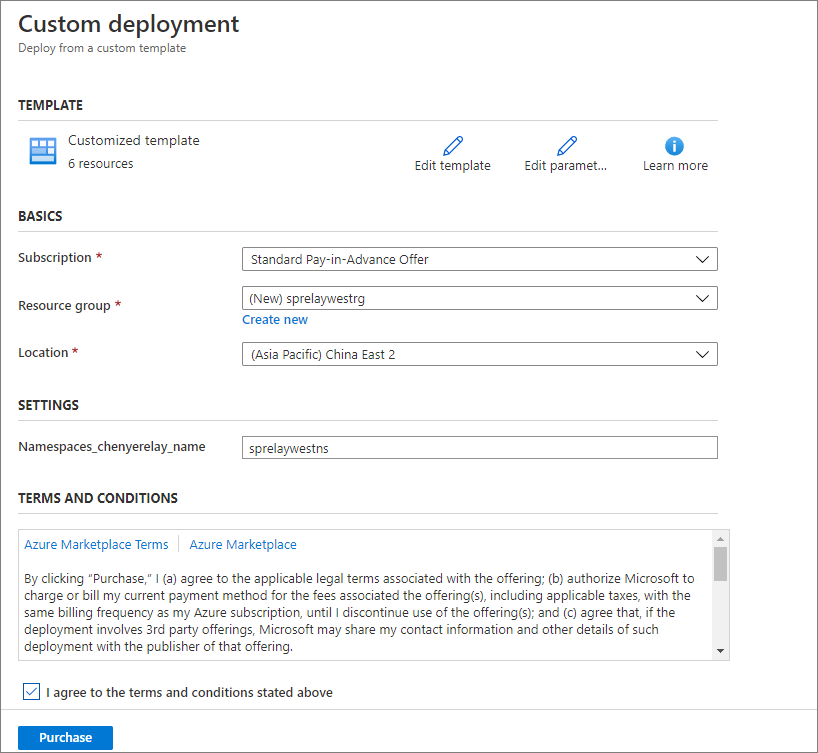 Custom deployment
Deploy from a custom template
TEMPLATE
Customized template
6 resources
Edit template
Edit paramet...
Learn more
BASICS
Subscription *
Standard Pay-in-Advance Offer
Resource group *
(New) sprelaywestrg
Create new
Location *
(Asia Pacific) China East 2
SETTINGS
Namespaces_chenyerelay_name
sprelaywestns
TERMS AND CONDITIONS
Azure Marketplace Terms
Azure Marketplace
By clicking “Purchase,” I (a) agree to the applicable legal terms associated with the offering; (b) authorize Microsoft to
charge or bill my current payment method for the fees associated the offering(s), including applicable taxes, with the
same billing frequency as my Azure subscription, until I discontinue use of the offering(s); and (c) agree that, if the
deployment involves 3rd party offerings, Microsoft may share my contact information and other details of such
deployment with the publisher of that offering.
I agree to the terms and conditions stated above
Purchase